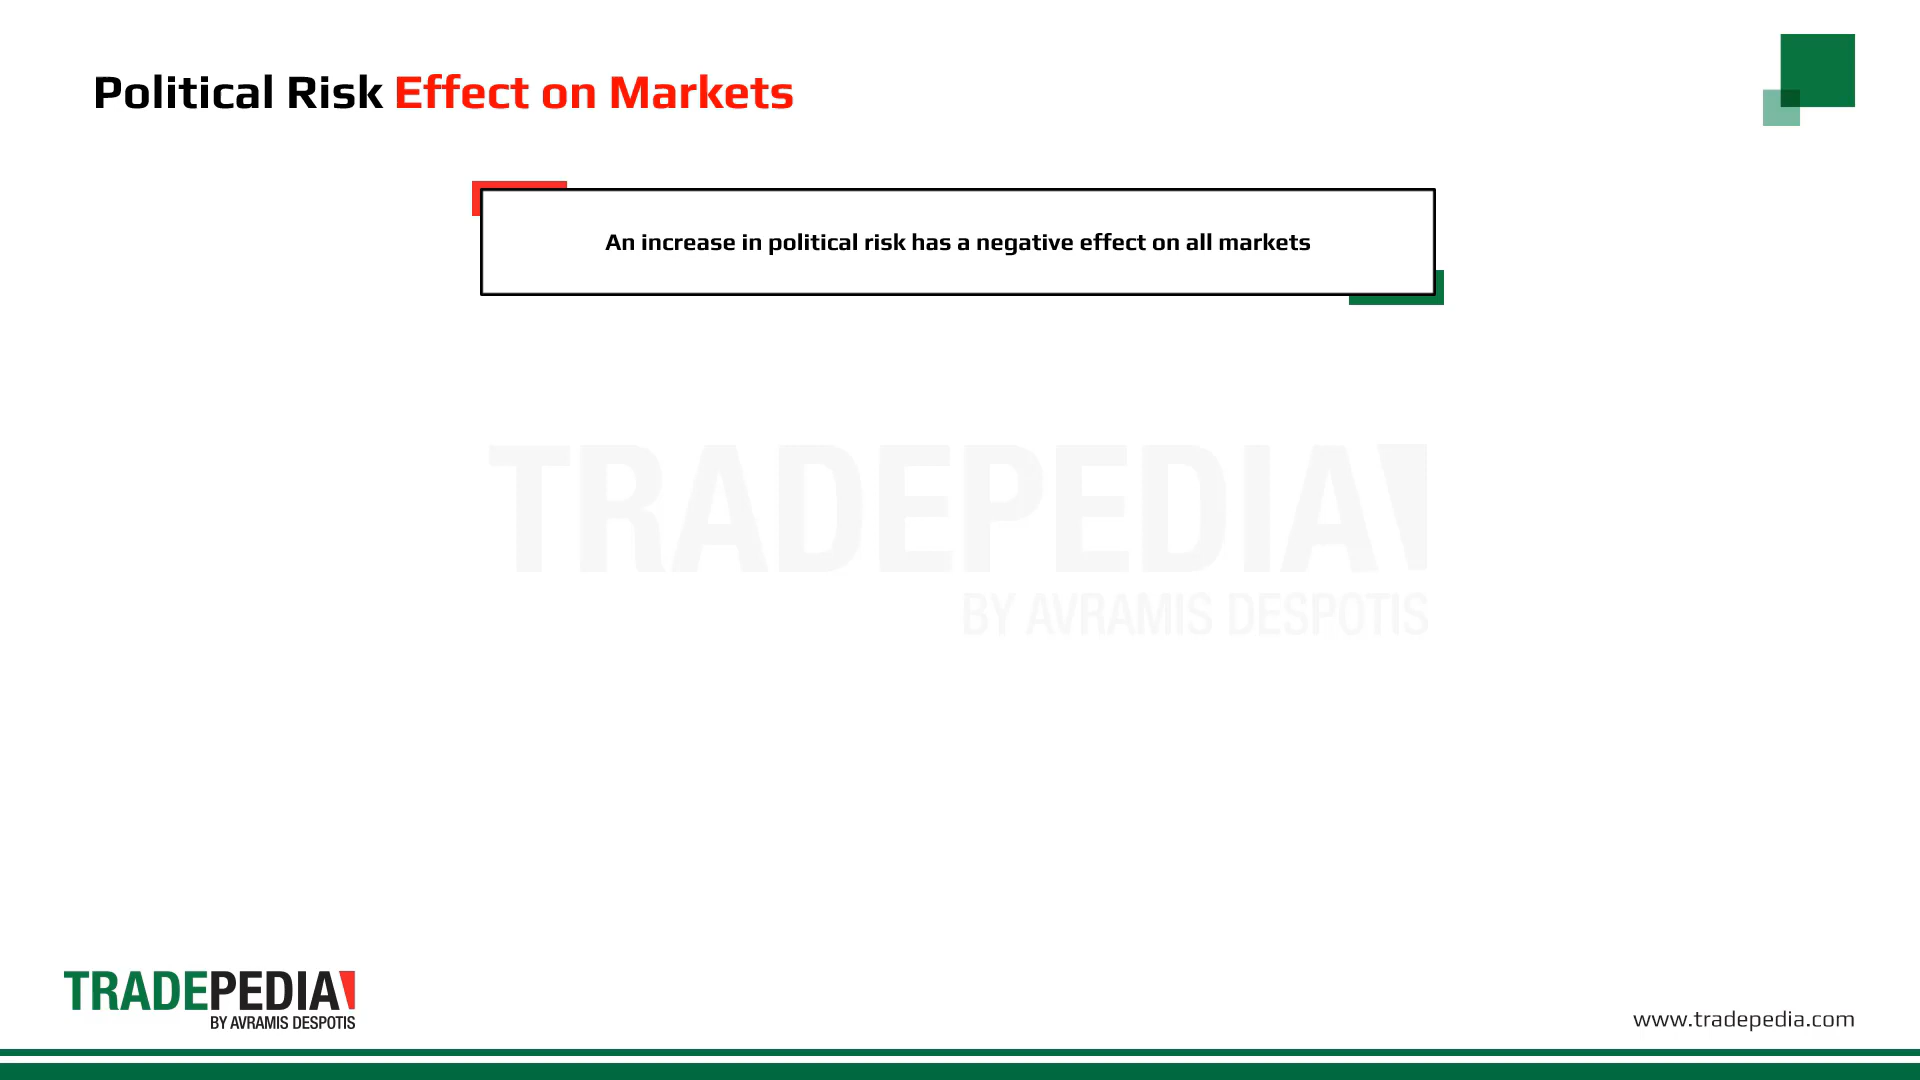 Political Risk Effect on Markets
An increase in political risk has a negative effect on all markets
TRADEPEDIA
BY AVRAMIS DESPOTIS
TRADEPEDIA
BY AVRAMIS DESPOTIS
www.tradepedia.com